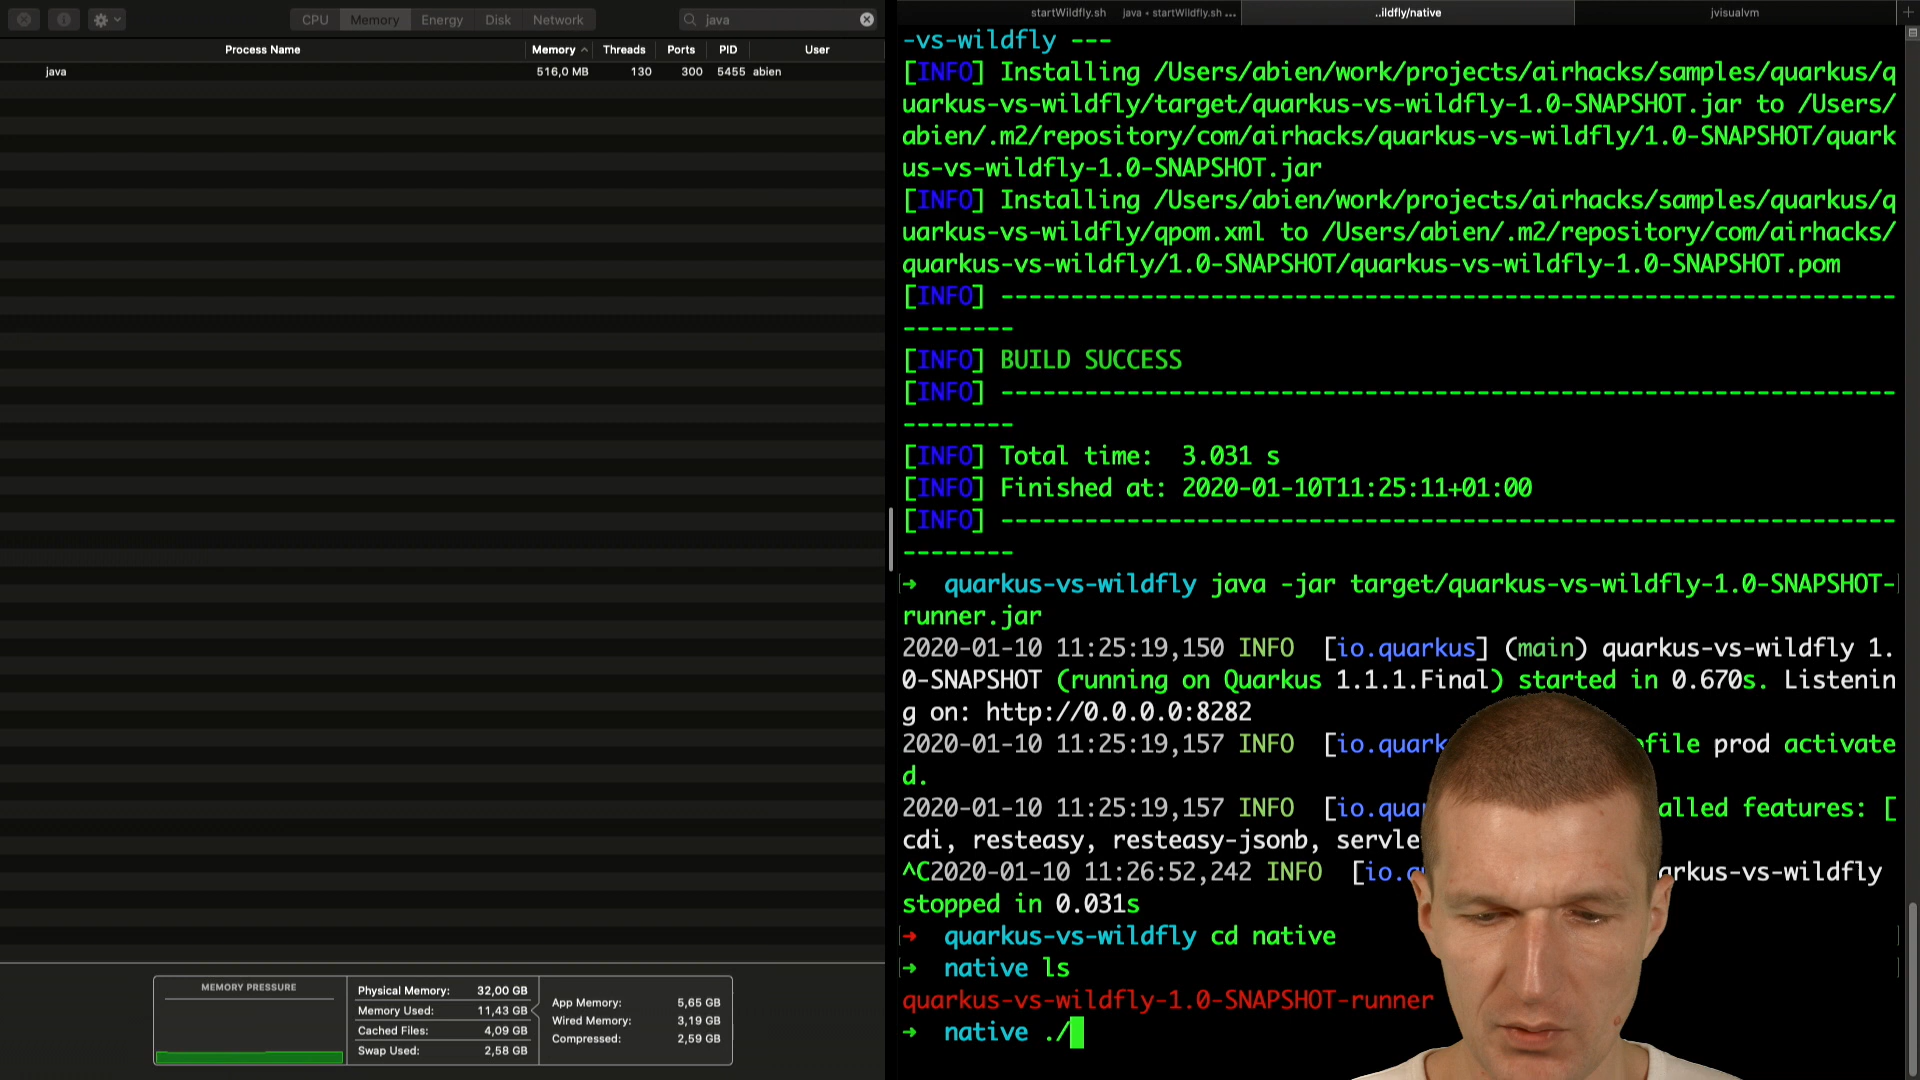 CPU Memory Energy Disk Network java
Process Name Memory Threads Ports PID User
java 516,0 MB 130 300 5455 abien
MEMORY PRESSURE
Physical Memory: 32,00 GB
Memory Used: 11,43 GB
Cached Files: 4,09 GB
Swap Used: 2,58 GB
App Memory: 5,65 GB
Wired Memory: 3,19 GB
Compressed: 2,59 GB
startWildfly.sh java • startWildfly.sh ... ..ildfly/native jvisualvm
-vs-wildfly ---
[INFO] Installing /Users/abien/work/projects/airhacks/samples/quarkus/q
uarkus-vs-wildfly/target/quarkus-vs-wildfly-1.0-SNAPSHOT.jar to /Users/
abien/.m2/repository/com/airhacks/quarkus-vs-wildfly/1.0-SNAPSHOT/quark
us-vs-wildfly-1.0-SNAPSHOT.jar
[INFO] Installing /Users/abien/work/projects/airhacks/samples/quarkus/q
uarkus-vs-wildfly/qpom.xml to /Users/abien/.m2/repository/com/airhacks/
quarkus-vs-wildfly/1.0-SNAPSHOT/quarkus-vs-wildfly-1.0-SNAPSHOT.pom
[INFO] ----------------------------------------------------------------
--------
[INFO] BUILD SUCCESS
[INFO] ----------------------------------------------------------------
--------
[INFO] Total time:  3.031 s
[INFO] Finished at: 2020-01-10T11:25:11+01:00
[INFO] ----------------------------------------------------------------
--------
→ quarkus-vs-wildfly java -jar target/quarkus-vs-wildfly-1.0-SNAPSHOT-
runner.jar
2020-01-10 11:25:19,150 INFO [io.quarkus] (main) quarkus-vs-wildfly 1.
0-SNAPSHOT (running on Quarkus 1.1.1.Final) started in 0.670s. Listenin
g on: http://0.0.0.0:8282
2020-01-10 11:25:19,157 INFO [io.quark ofile prod activate
d.
2020-01-10 11:25:19,157 INFO [io.qua alled features: [
cdi, resteasy, resteasy-jsonb, servle
^C2020-01-10 11:26:52,242 INFO [io.q arkus-vs-wildfly
stopped in 0.031s
→ quarkus-vs-wildfly cd native
→ native ls
quarkus-vs-wildfly-1.0-SNAPSHOT-runner
→ native ./